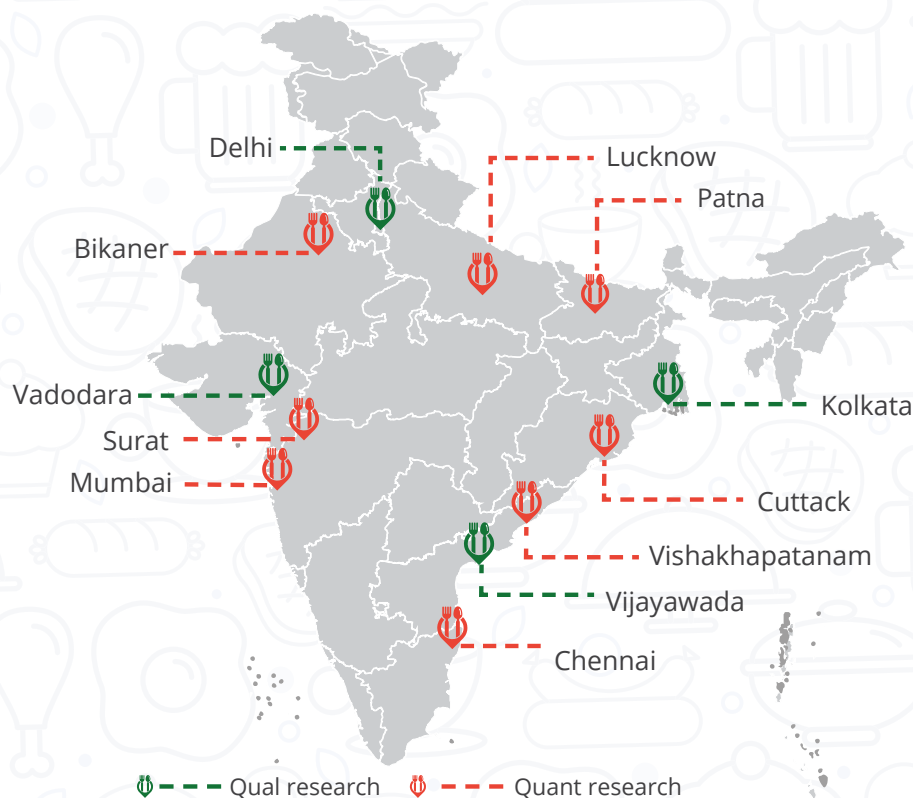 Delhi
Lucknow
Patna
Bikaner
Vadodara
Kolkata
Surat
Mumbai
Cuttack
Vishakhapatanam
Vijayawada
Chennai
Qual research
Quant research